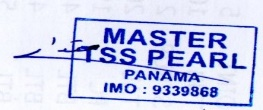 MASTER
TSS PEARL
PANAMA
IMO : 9339868